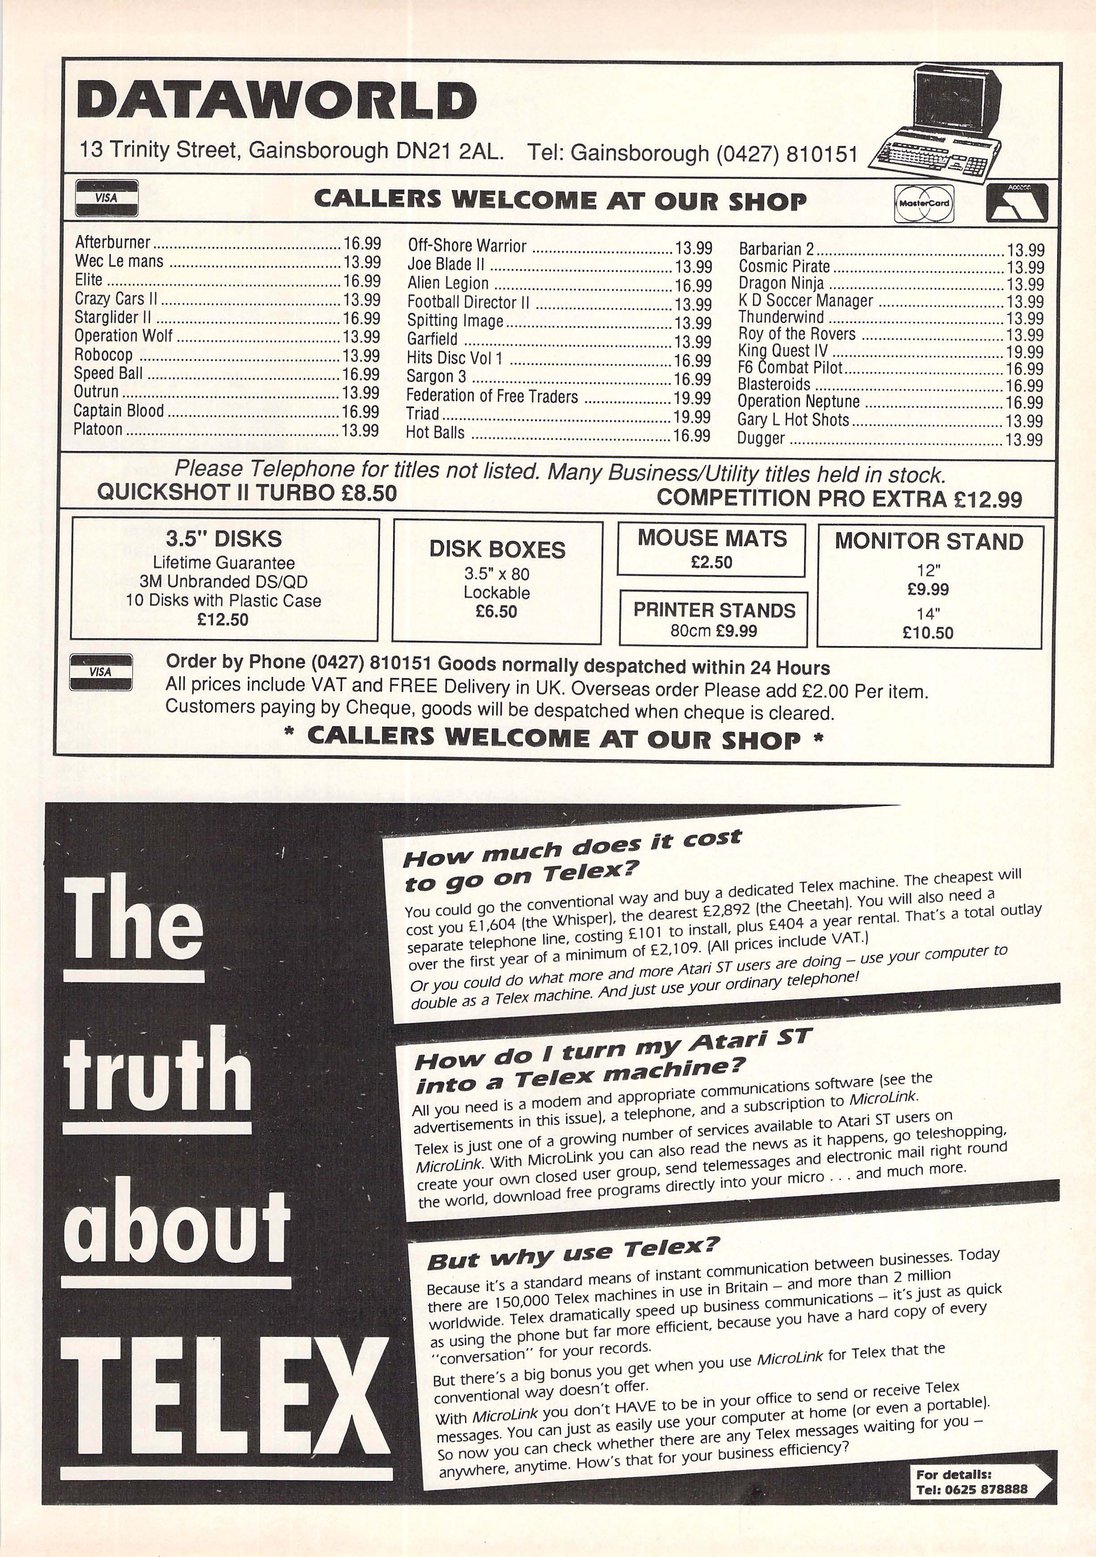 DATAWORLD
13 Trinity Street, Gainsborough DN21 2AL. Tel: Gainsborough (0427) 810151
VISA
CALLERS WELCOME AT OUR SHOP
MasterCard
Access
Afterburner 16.99
Wec Le mans 13.99
Elite 16.99
Crazy Cars II 13.99
Starglider II 16.99
Operation Wolf 13.99
Robocop 13.99
Speed Ball 16.99
Outrun 13.99
Captain Blood 16.99
Platoon 13.99
Off-Shore Warrior 13.99
Joe Blade II 13.99
Alien Legion 16.99
Football Director II 13.99
Spitting Image 13.99
Garfield 13.99
Hits Disc Vol 1 16.99
Sargon 3 16.99
Federation of Free Traders 19.99
Triad 19.99
Hot Balls 16.99
Barbarian 2 13.99
Cosmic Pirate 13.99
Dragon Ninja 13.99
K D Soccer Manager 13.99
Thunderwind 13.99
Roy of the Rovers 13.99
King Quest IV 19.99
F6 Combat Pilot 16.99
Blasteroids 16.99
Operation Neptune 16.99
Gary L Hot Shots 13.99
Dugger 13.99
Please Telephone for titles not listed. Many Business/Utility titles held in stock.
QUICKSHOT II TURBO £8.50
COMPETITION PRO EXTRA £12.99
3.5" DISKS
Lifetime Guarantee
3M Unbranded DS/QD
10 Disks with Plastic Case
£12.50
DISK BOXES
3.5" x 80
Lockable
£6.50
MOUSE MATS
£2.50
PRINTER STANDS
80cm £9.99
MONITOR STAND
12"
£9.99
14"
£10.50
VISA
Order by Phone (0427) 810151 Goods normally despatched within 24 Hours
All prices include VAT and FREE Delivery in UK. Overseas order Please add £2.00 Per item.
Customers paying by Cheque, goods will be despatched when cheque is cleared.
* CALLERS WELCOME AT OUR SHOP *
The
truth
about
TELEX
How much does it cost
to go on Telex?
You could go the conventional way and buy a dedicated Telex machine. The cheapest will
cost you £1,604 (the Whisper), the dearest £2,892 (the Cheetah). You will also need a
separate telephone line, costing £101 to install, plus £404 a year rental. That's a total outlay
over the first year of a minimum of £2,109. (All prices include VAT.)
Or you could do what more and more Atari ST users are doing – use your computer to
double as a Telex machine. And just use your ordinary telephone!
How do I turn my Atari ST
into a Telex machine?
All you need is a modem and appropriate communications software (see the
advertisements in this issue), a telephone, and a subscription to MicroLink.
Telex is just one of a growing number of services available to Atari ST users on
MicroLink. With MicroLink you can also read the news as it happens, go teleshopping,
create your own closed user group, send telemessages and electronic mail right round
the world, download free programs directly into your micro . . . and much more.
But why use Telex?
Because it's a standard means of instant communication between businesses. Today
there are 150,000 Telex machines in use in Britain – and more than 2 million
worldwide. Telex dramatically speed up business communications – it's just as quick
as using the phone but far more efficient, because you have a hard copy of every
"conversation" for your records.
But there's a big bonus you get when you use MicroLink for Telex that the
conventional way doesn't offer.
With MicroLink you don't HAVE to be in your office to send or receive Telex
messages. You can just as easily use your computer at home (or even a portable).
So now you can check whether there are any Telex messages waiting for you –
anywhere, anytime. How's that for your business efficiency?
For details:
Tel: 0625 878888